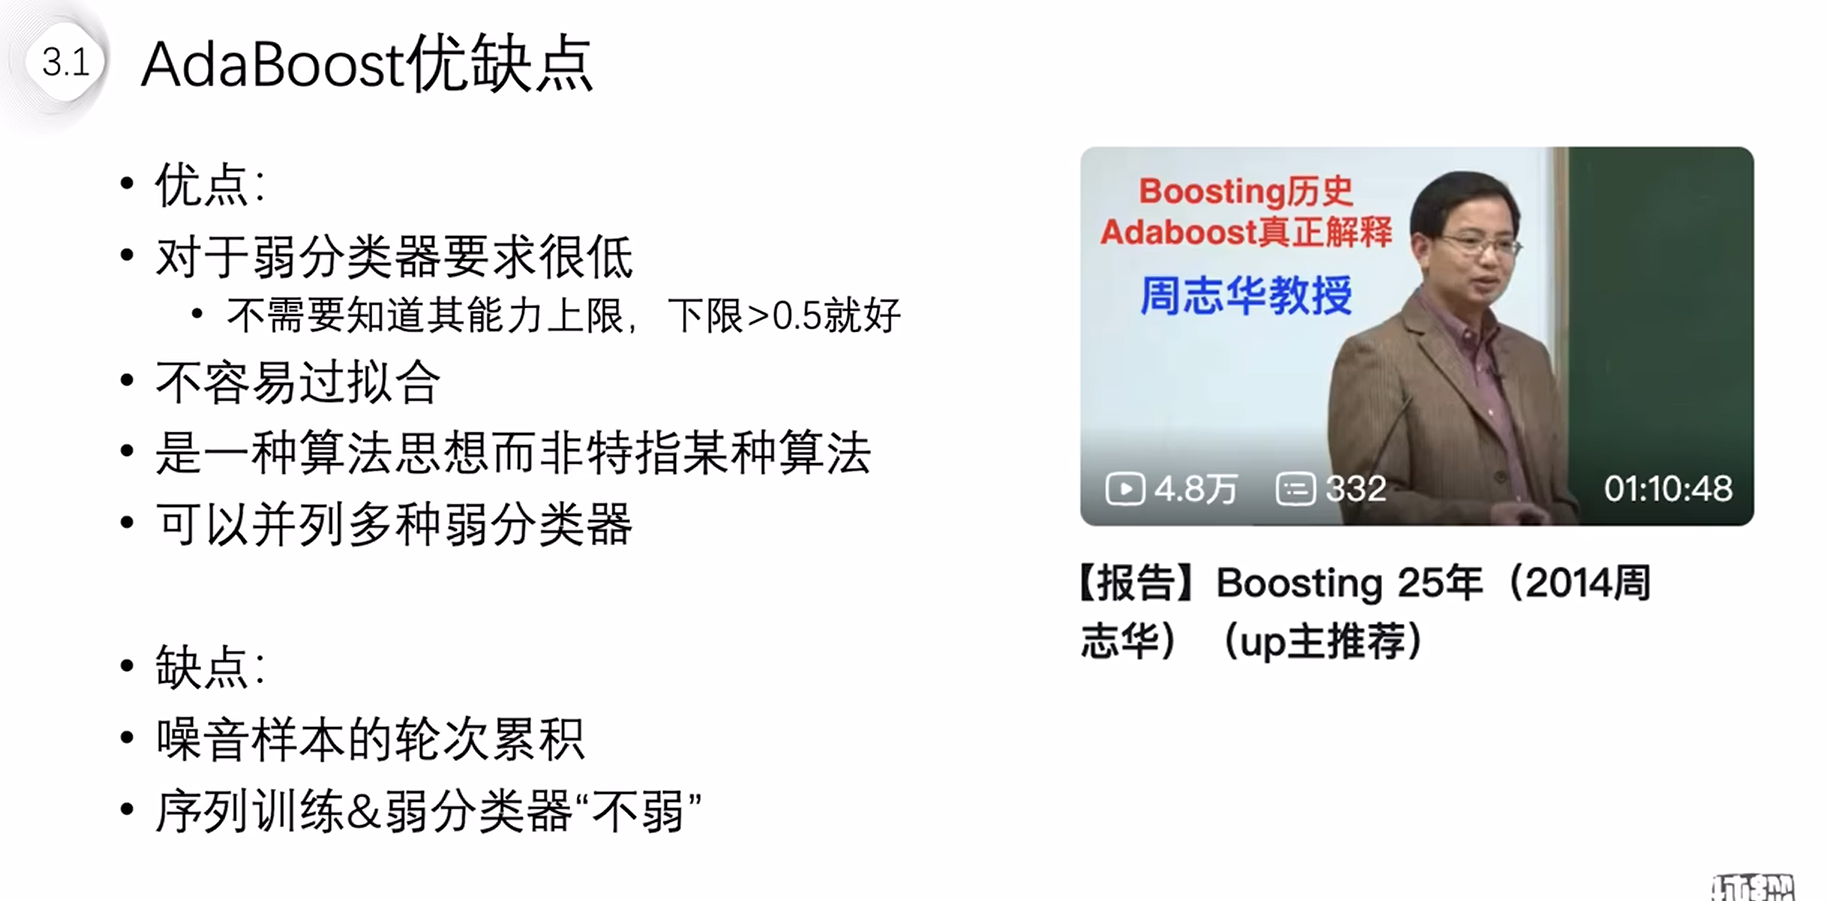 3.1
AdaBoost优缺点
• 优点：
• 对于弱分类器要求很低
• 不需要知道其能力上限，下限>0.5就好
• 不容易过拟合
• 是一种算法思想而非特指某种算法
• 可以并列多种弱分类器
• 缺点：
• 噪音样本的轮次累积
• 序列训练&弱分类器“不弱”
Boosting历史
Adaboost真正解释
周志华教授
4.8万 332 01:10:48
【报告】Boosting 25年（2014周
志华）（up主推荐）